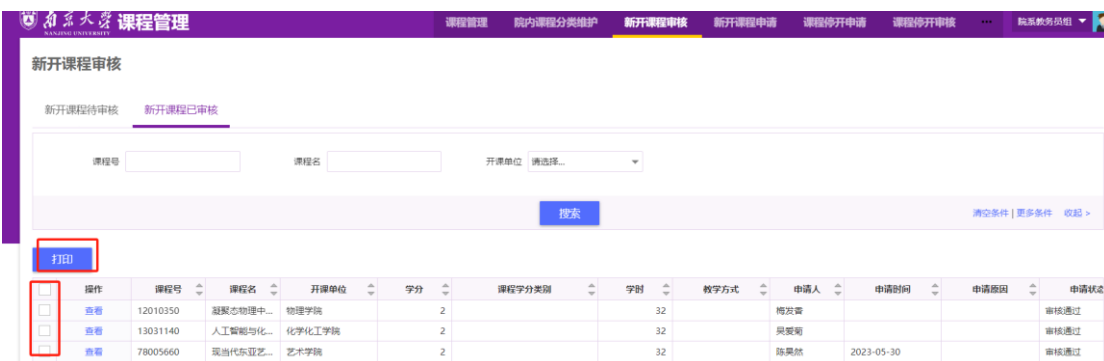 南京大学 课程管理 课程管理 院内课程分类维护 新开课程审核 新开课程申请 课程停开申请 课程停开审核 ··· 院系教务员组
NANJING UNIVERSITY
新开课程审核
新开课程待审核 新开课程已审核
课程号 课程名 开课单位 请选择...
搜索 清空条件 | 更多条件 收起 >
打印
操作 课程号 课程名 开课单位 学分 课程学分类别 学时 教学方式 申请人 申请时间 申请原因 申请状态
查看 12010350 凝聚态物理中... 物理学院 2 32 梅发善 审核通过
查看 13031140 人工智能与化... 化学化工学院 2 32 吴爱菊 审核通过
查看 78005660 现当代东亚艺... 艺术学院 2 32 陈昊然 2023-05-30 审核通过